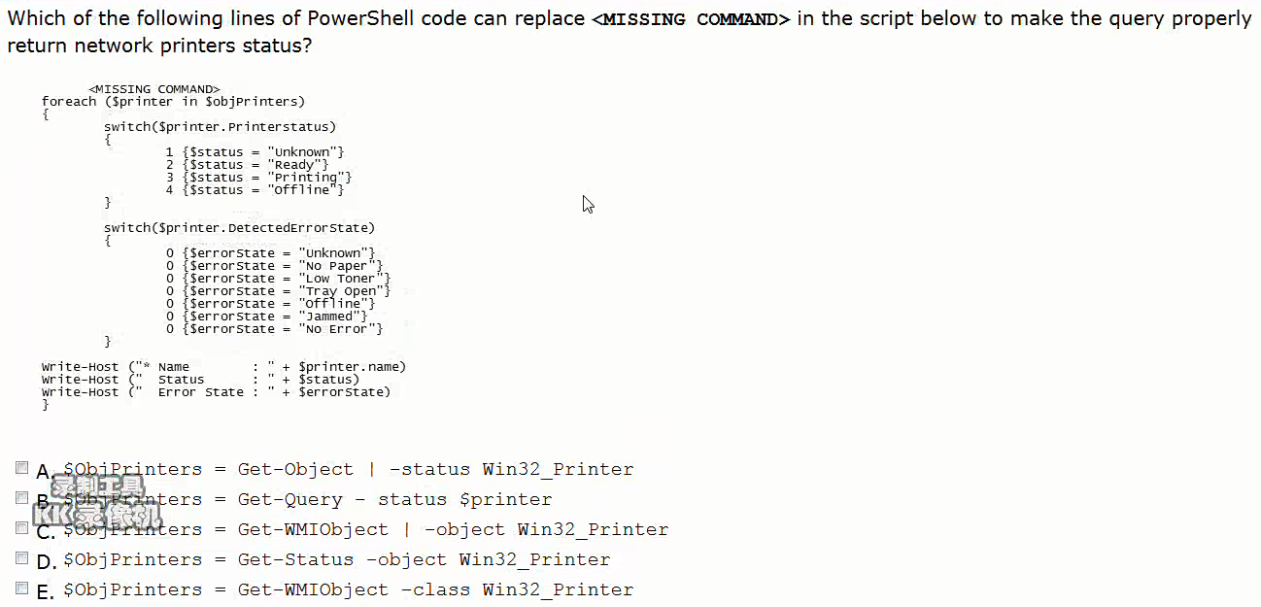 Which of the following lines of PowerShell code can replace <MISSING COMMAND> in the script below to make the query properly
return network printers status?
<MISSING COMMAND>
foreach ($printer in $objPrinters)
{
switch($printer.Printerstatus)
{
1 {$status = "Unknown"}
2 {$status = "Ready"}
3 {$status = "Printing"}
4 {$status = "Offline"}
}
switch($printer.DetectedErrorState)
{
0 {$errorState = "Unknown"}
0 {$errorState = "No Paper"}
0 {$errorState = "Low Toner"}
0 {$errorState = "Tray Open"}
0 {$errorState = "Offline"}
0 {$errorState = "Jammed"}
0 {$errorState = "No Error"}
}
Write-Host ("* Name : " + $printer.name)
Write-Host (" Status : " + $status)
Write-Host (" Error State : " + $errorState)
}
A. $ObjPrinters = Get-Object | -status Win32_Printer
录制工具
B. $ObjPrinters = Get-Query - status $printer
KK录像机
C. $ObjPrinters = Get-WMIObject | -object Win32_Printer
D. $ObjPrinters = Get-Status -object Win32_Printer
E. $ObjPrinters = Get-WMIObject -class Win32_Printer